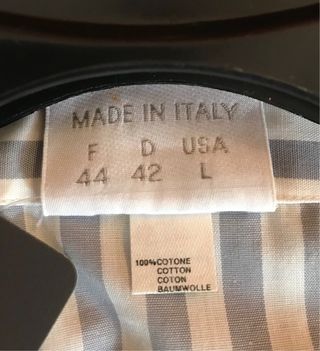 MADE IN ITALY
F D USA
44 42 L
100%COTONE
COTTON
COTON
BAUMWOLLE